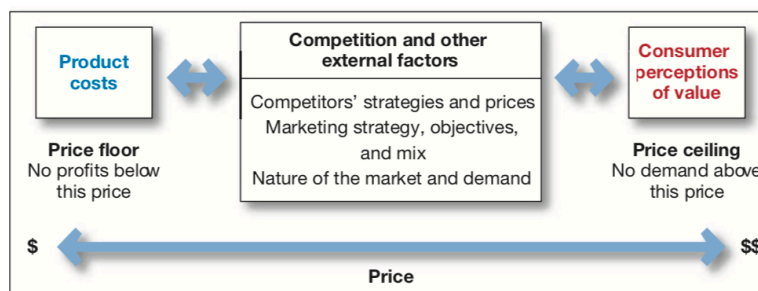 Product
costs
Competition and other
external factors
Competitors' strategies and prices
Marketing strategy, objectives,
and mix
Nature of the market and demand
Consumer
perceptions
of value
Price floor
No profits below
this price
Price ceiling
No demand above
this price
$
$$
Price